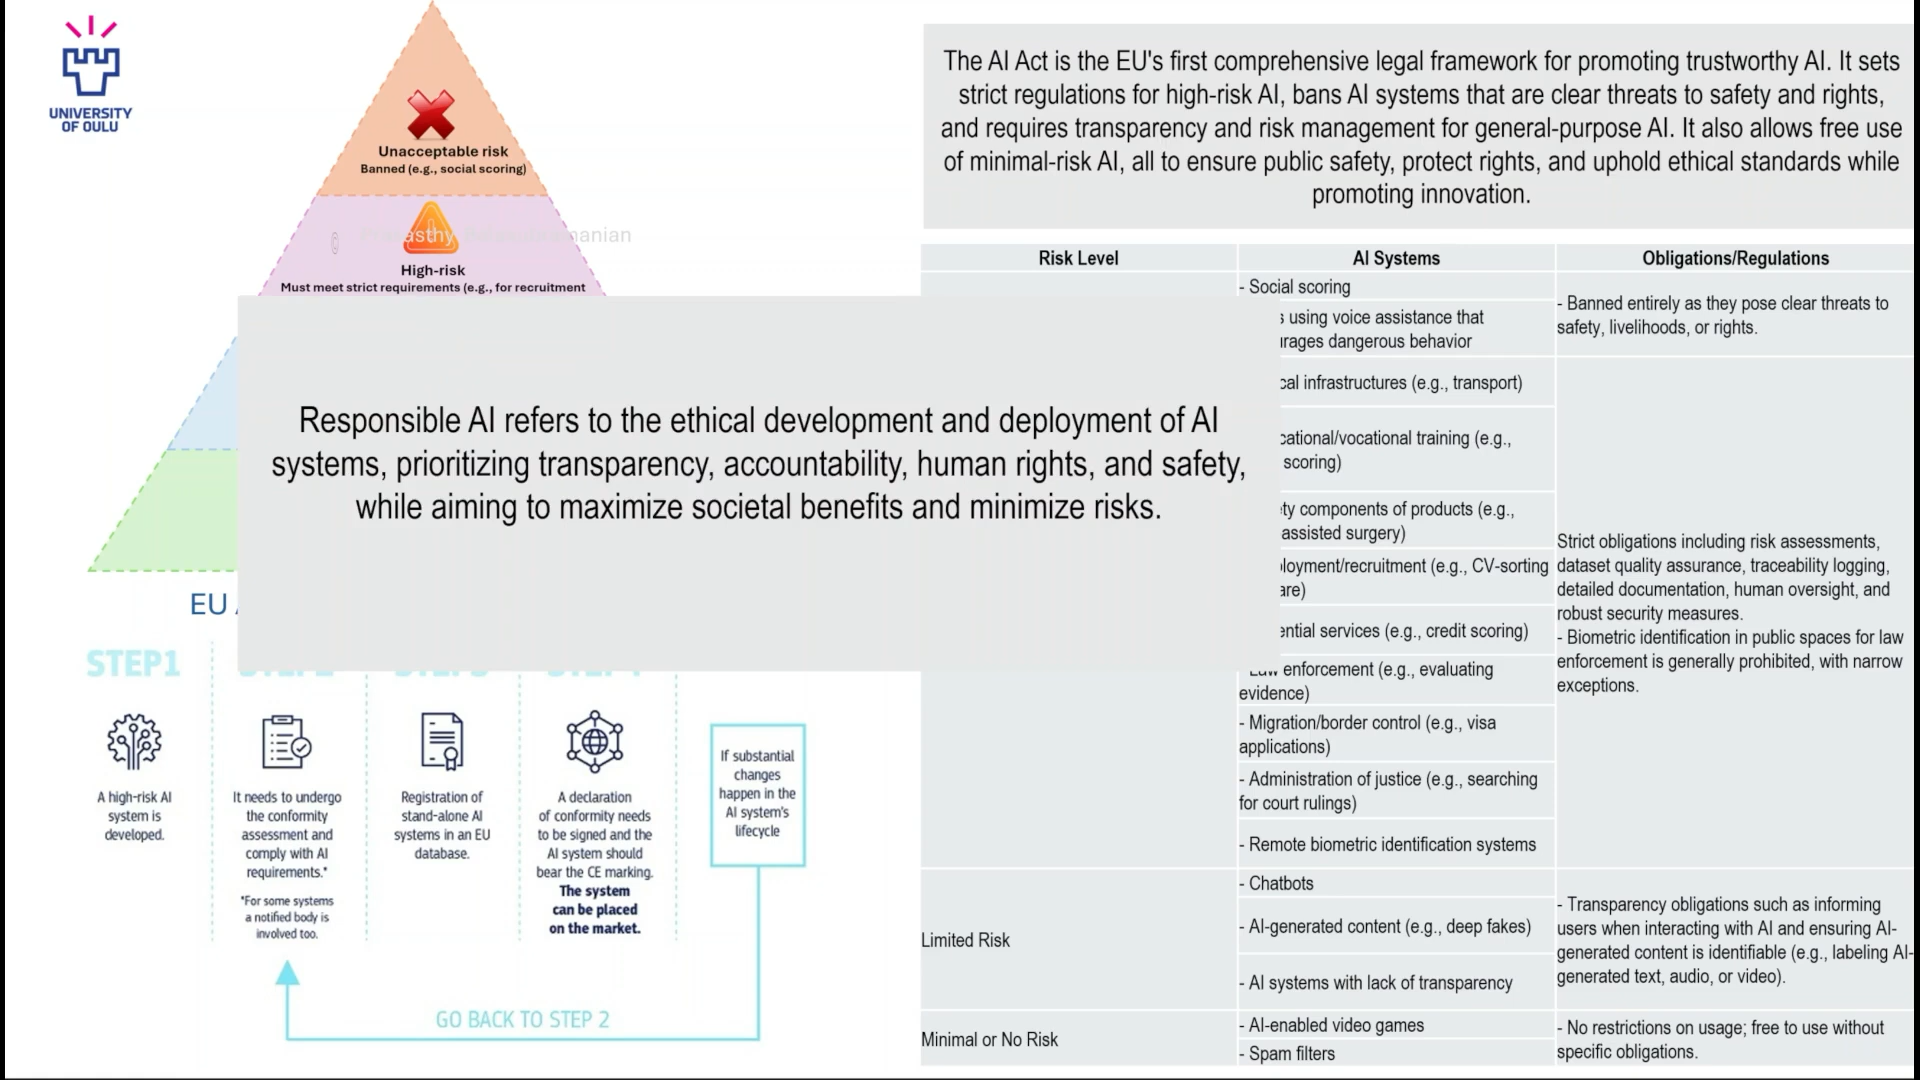 UNIVERSITY
OF OULU
Unacceptable risk
Banned (e.g., social scoring)
High-risk
Must meet strict requirements (e.g., for recruitment
EU
The AI Act is the EU's first comprehensive legal framework for promoting trustworthy AI. It sets
strict regulations for high-risk AI, bans AI systems that are clear threats to safety and rights,
and requires transparency and risk management for general-purpose AI. It also allows free use
of minimal-risk AI, all to ensure public safety, protect rights, and uphold ethical standards while
promoting innovation.
Responsible AI refers to the ethical development and deployment of AI
systems, prioritizing transparency, accountability, human rights, and safety,
while aiming to maximize societal benefits and minimize risks.
Risk Level
AI Systems
Obligations/Regulations
- Social scoring
using voice assistance that
dangerous behavior
- Banned entirely as they pose clear threats to
safety, livelihoods, or rights.
infrastructures (e.g., transport)
training (e.g.,
scoring)
components of products (e.g.,
assisted surgery)
(e.g., CV-sorting
services (e.g., credit scoring)
enforcement (e.g., evaluating
evidence)
- Migration/border control (e.g., visa
applications)
- Administration of justice (e.g., searching
for court rulings)
- Remote biometric identification systems
Strict obligations including risk assessments,
dataset quality assurance, traceability logging,
detailed documentation, human oversight, and
robust security measures.
- Biometric identification in public spaces for law
enforcement is generally prohibited, with narrow
exceptions.
Limited Risk
- Chatbots
- AI-generated content (e.g., deep fakes)
- AI systems with lack of transparency
- Transparency obligations such as informing
users when interacting with AI and ensuring AI-
generated content is identifiable (e.g., labeling AI-
generated text, audio, or video).
Minimal or No Risk
- AI-enabled video games
- Spam filters
- No restrictions on usage; free to use without
specific obligations.
STEP1
A high-risk AI
system is
developed.
It needs to undergo
the conformity
assessment and
comply with AI
requirements.*
*For some systems
a notified body is
involved too.
Registration of
stand-alone AI
systems in an EU
database.
A declaration
of conformity needs
to be signed and the
AI system should
bear the CE marking.
The system
can be placed
on the market.
If substantial
changes
happen in the
AI system's
lifecycle
GO BACK TO STEP 2